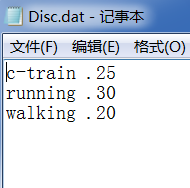 Disc.dat - 记事本
文件(F) 编辑(E) 格式(O)
c-train .25
running .30
walking .20